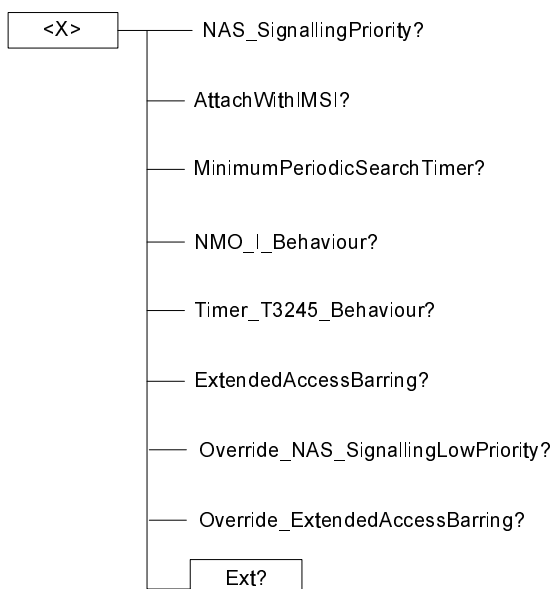 <X>
NAS_SignallingPriority?
AttachWithIMSI?
MinimumPeriodicSearchTimer?
NMO_I_Behaviour?
Timer_T3245_Behaviour?
ExtendedAccessBarring?
Override_NAS_SignallingLowPriority?
Override_ExtendedAccessBarring?
Ext?